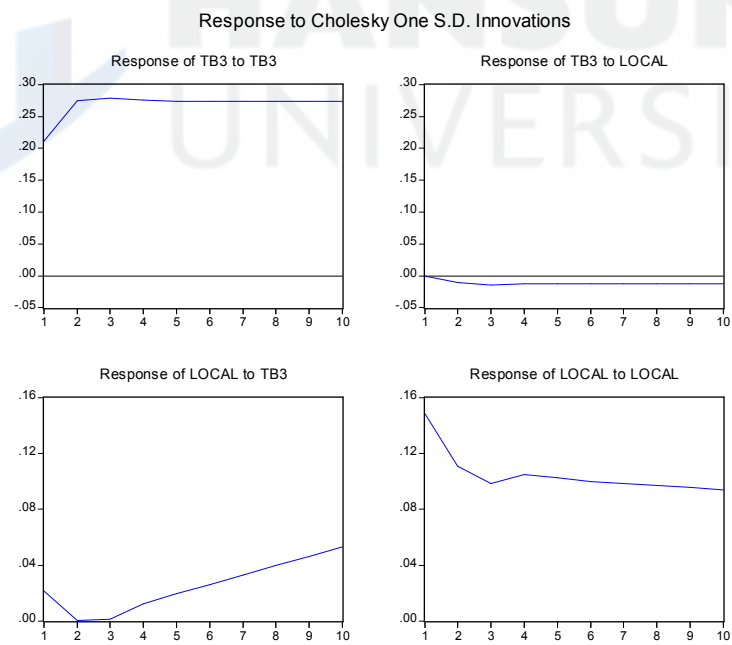 Response to Cholesky One S.D. Innovations
Response of TB3 to TB3
.30
.25
.20
.15
.10
.05
.00
-.05
1 2 3 4 5 6 7 8 9 10
Response of TB3 to LOCAL
.30
.25
.20
.15
.10
.05
.00
-.05
1 2 3 4 5 6 7 8 9 10
Response of LOCAL to TB3
.16
.12
.08
.04
.00
1 2 3 4 5 6 7 8 9 10
Response of LOCAL to LOCAL
.16
.12
.08
.04
.00
1 2 3 4 5 6 7 8 9 10
HANSUN
UNIVERSI